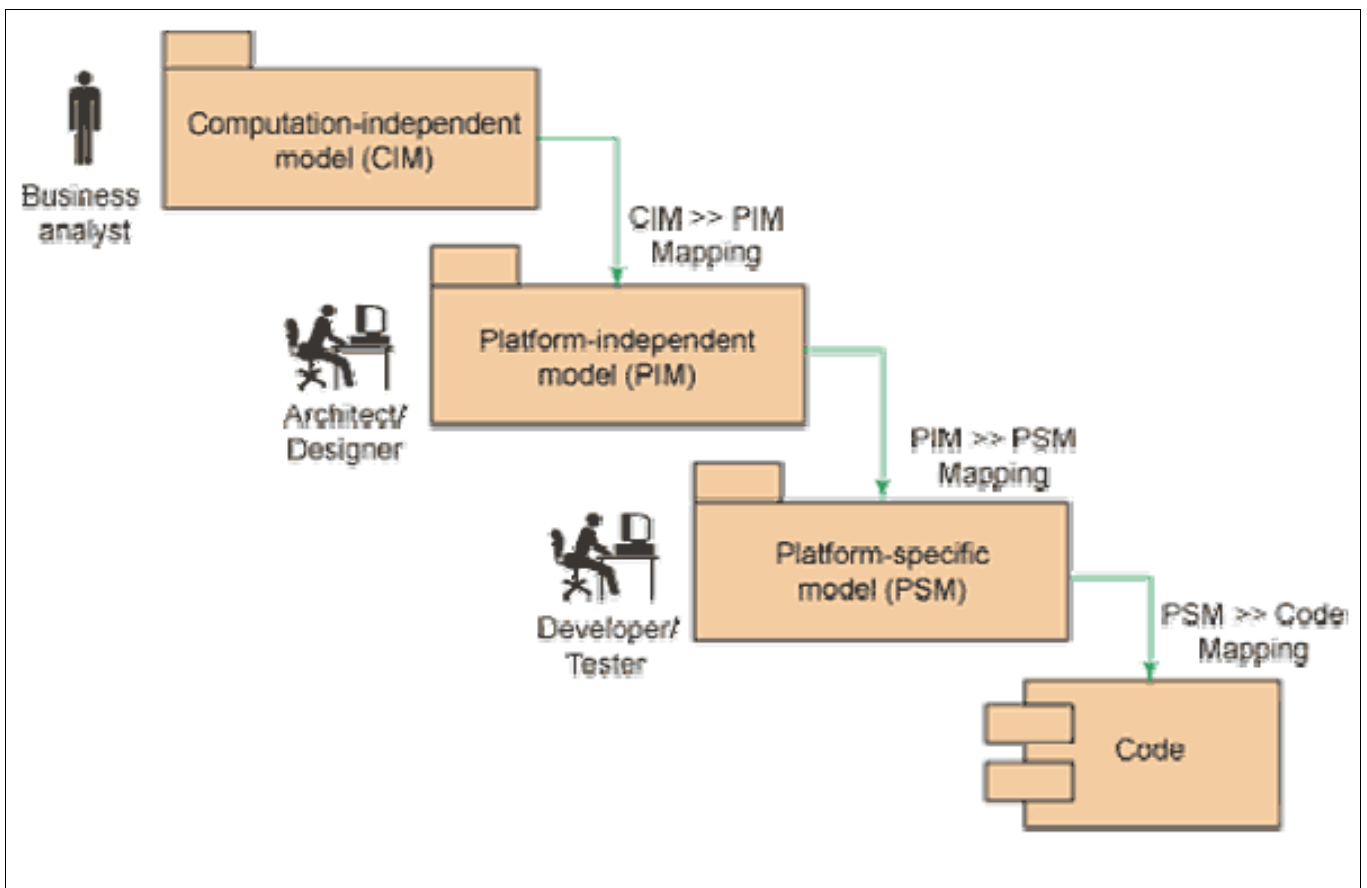 Computation-independent
model (CIM)
Business
analyst
CIM >> PIM
Mapping
Platform-independent
model (PIM)
Architect/
Designer
PIM >> PSM
Mapping
Platform-specific
model (PSM)
Developer/
Tester
PSM >> Code
Mapping
Code